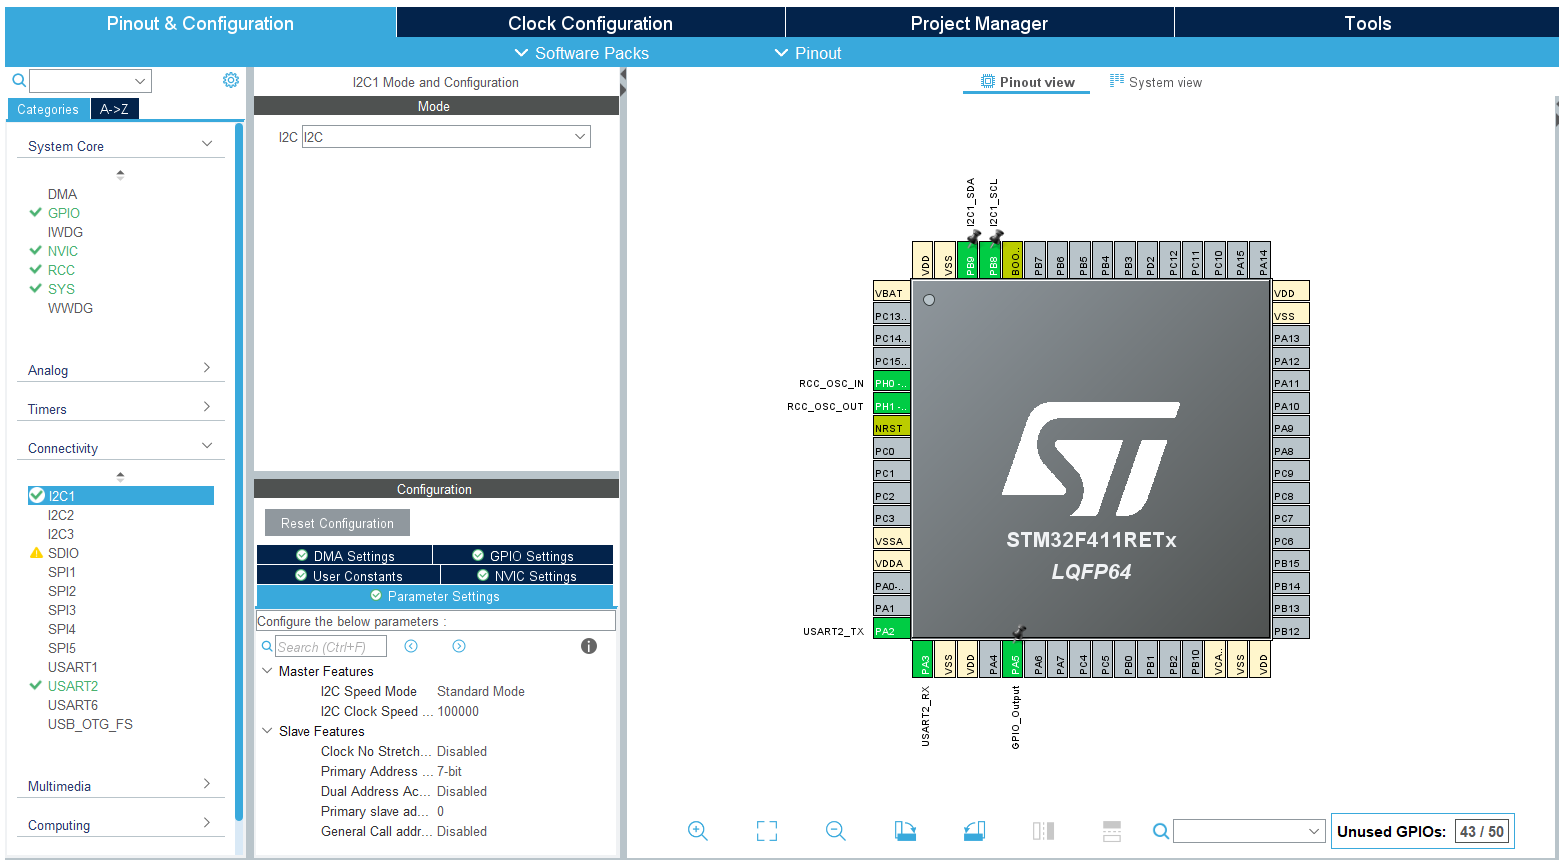 Pinout & Configuration
Clock Configuration
Project Manager
Tools
Software Packs
Pinout
Categories
A->Z
System Core
DMA
GPIO
IWDG
NVIC
RCC
SYS
WWDG
Analog
Timers
Connectivity
I2C1
I2C2
I2C3
SDIO
SPI1
SPI2
SPI3
SPI4
SPI5
USART1
USART2
USART6
USB_OTG_FS
Multimedia
Computing
I2C1 Mode and Configuration
Mode
I2C I2C
Configuration
Reset Configuration
DMA Settings
GPIO Settings
User Constants
NVIC Settings
Parameter Settings
Configure the below parameters :
Search (Ctrl+F)
Master Features
I2C Speed Mode Standard Mode
I2C Clock Speed ... 100000
Slave Features
Clock No Stretch... Disabled
Primary Address ... 7-bit
Dual Address Ac... Disabled
Primary slave ad... 0
General Call addr... Disabled
Pinout view
System view
I2C1_SDA
I2C1_SCL
VDD
VSS
PB9
PB8
BOO..
PB7
PB6
PB5
PB4
PB3
PD2
PC12
PC11
PC10
PA15
PA14
VBAT
PC13..
PC14..
PC15..
RCC_OSC_IN PH0-..
RCC_OSC_OUT PH1-..
NRST
PC0
PC1
PC2
PC3
VSSA
VDDA
PA0-..
PA1
USART2_TX PA2
ST
STM32F411RETx
LQFP64
VDD
VSS
PA13
PA12
PA11
PA10
PA9
PA8
PC9
PC8
PC7
PC6
PB15
PB14
PB13
PB12
PA3
VSS
VDD
PA4
PA5
PA6
PA7
PC4
PC5
PB0
PB1
PB2
PB10
VCA..
VSS
VDD
USART2_RX
GPIO_Output
Unused GPIOs: 43 / 50